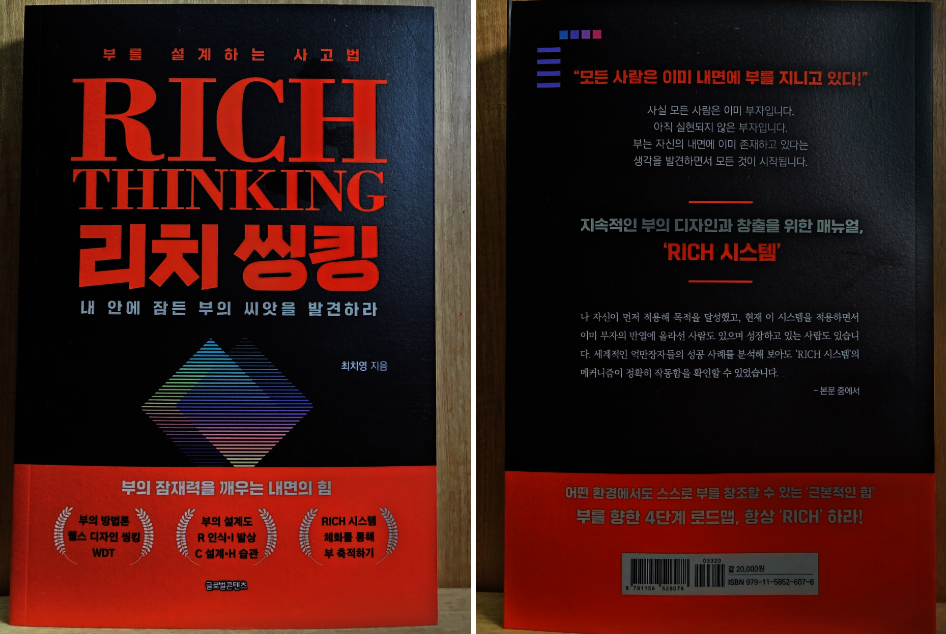 부를 설계하는 사고법
RICH
THINKING
리치 씽킹
내 안에 잠든 부의 씨앗을 발견하라
최치영 지음
부의 잠재력을 깨우는 내면의 힘
부의 방법론
웰스 디자인 씽킹
WDT
부의 설계도
R 인식·I 발상
C 설계·H 습관
RICH 시스템
체화를 통해
부 축적하기
글로벌콘텐츠
“모든 사람은 이미 내면에 부를 지니고 있다!”
사실 모든 사람은 이미 부자입니다.
아직 실현되지 않은 부자입니다.
부는 자신의 내면에 이미 존재하고 있다는
생각을 발견하면서 모든 것이 시작됩니다.
지속적인 부의 디자인과 창출을 위한 매뉴얼,
‘RICH 시스템’
나 자신이 먼저 적용해 목적을 달성했고, 현재 이 시스템을 적용하면서
이미 부자의 반열에 올라선 사람도 있으며 성장하고 있는 사람도 있습니
다. 세계적인 억만장자들의 성공 사례를 분석해 보아도 ‘RICH 시스템’의
메커니즘이 정확히 작동함을 확인할 수 있었습니다.
- 본문 중에서
어떤 환경에서도 스스로 부를 창조할 수 있는 ‘근본적인 힘’
부를 향한 4단계 로드맵, 항상 ‘RICH’ 하라!
03320
값 20,000원
9 791158 526078
ISBN 979-11-5852-607-8